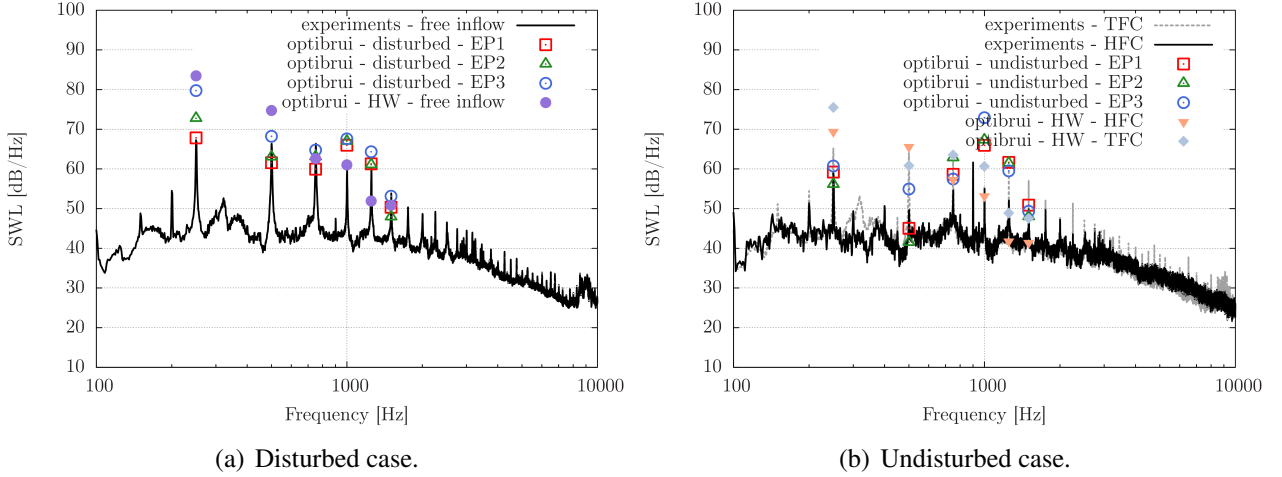 100
90
80
70
60
50
40
30
20
10
SWL [dB/Hz]
experiments - free inflow
optibrui - disturbed - EP1
optibrui - disturbed - EP2
optibrui - disturbed - EP3
optibrui - HW - free inflow
100
1000
10000
Frequency [Hz]
(a) Disturbed case.
100
90
80
70
60
50
40
30
20
10
SWL [dB/Hz]
experiments - TFC
experiments - HFC
optibrui - undisturbed - EP1
optibrui - undisturbed - EP2
optibrui - undisturbed - EP3
optibrui - HW - HFC
optibrui - HW - TFC
100
1000
10000
Frequency [Hz]
(b) Undisturbed case.